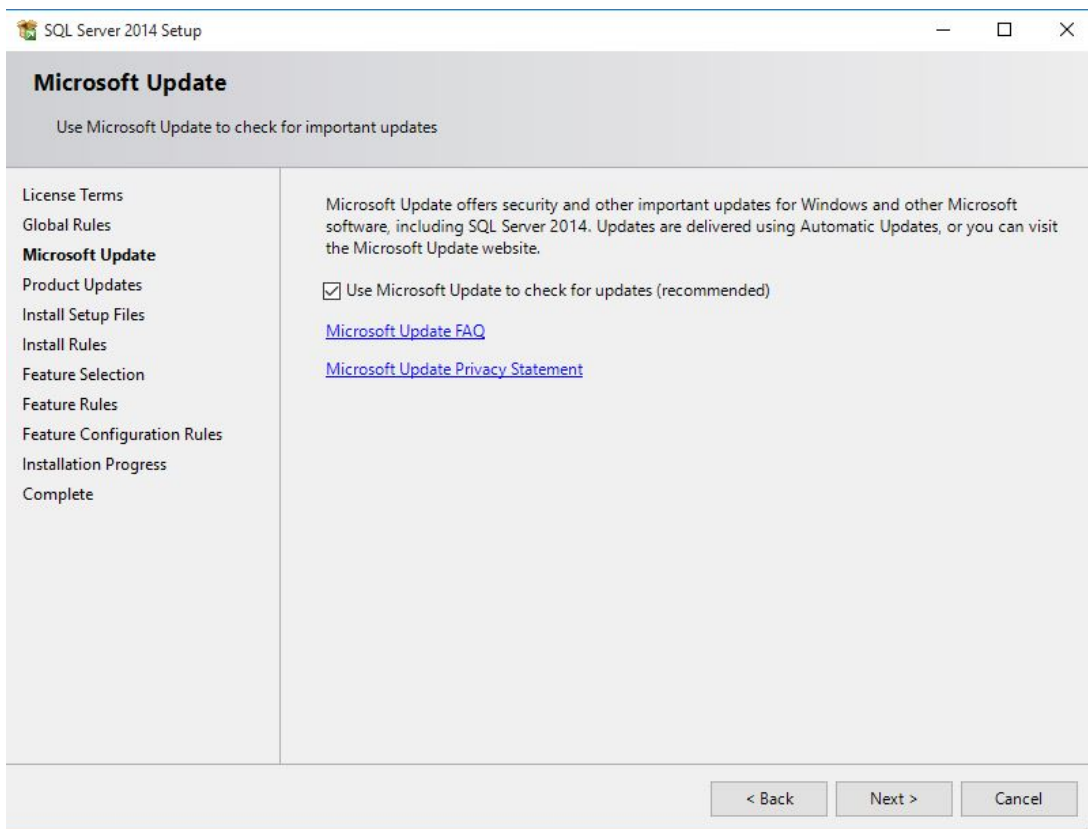 SQL Server 2014 Setup
Microsoft Update
Use Microsoft Update to check for important updates
License Terms
Global Rules
Microsoft Update
Product Updates
Install Setup Files
Install Rules
Feature Selection
Feature Rules
Feature Configuration Rules
Installation Progress
Complete
Microsoft Update offers security and other important updates for Windows and other Microsoft
software, including SQL Server 2014. Updates are delivered using Automatic Updates, or you can visit
the Microsoft Update website.
Use Microsoft Update to check for updates (recommended)
Microsoft Update FAQ
Microsoft Update Privacy Statement
< Back
Next >
Cancel